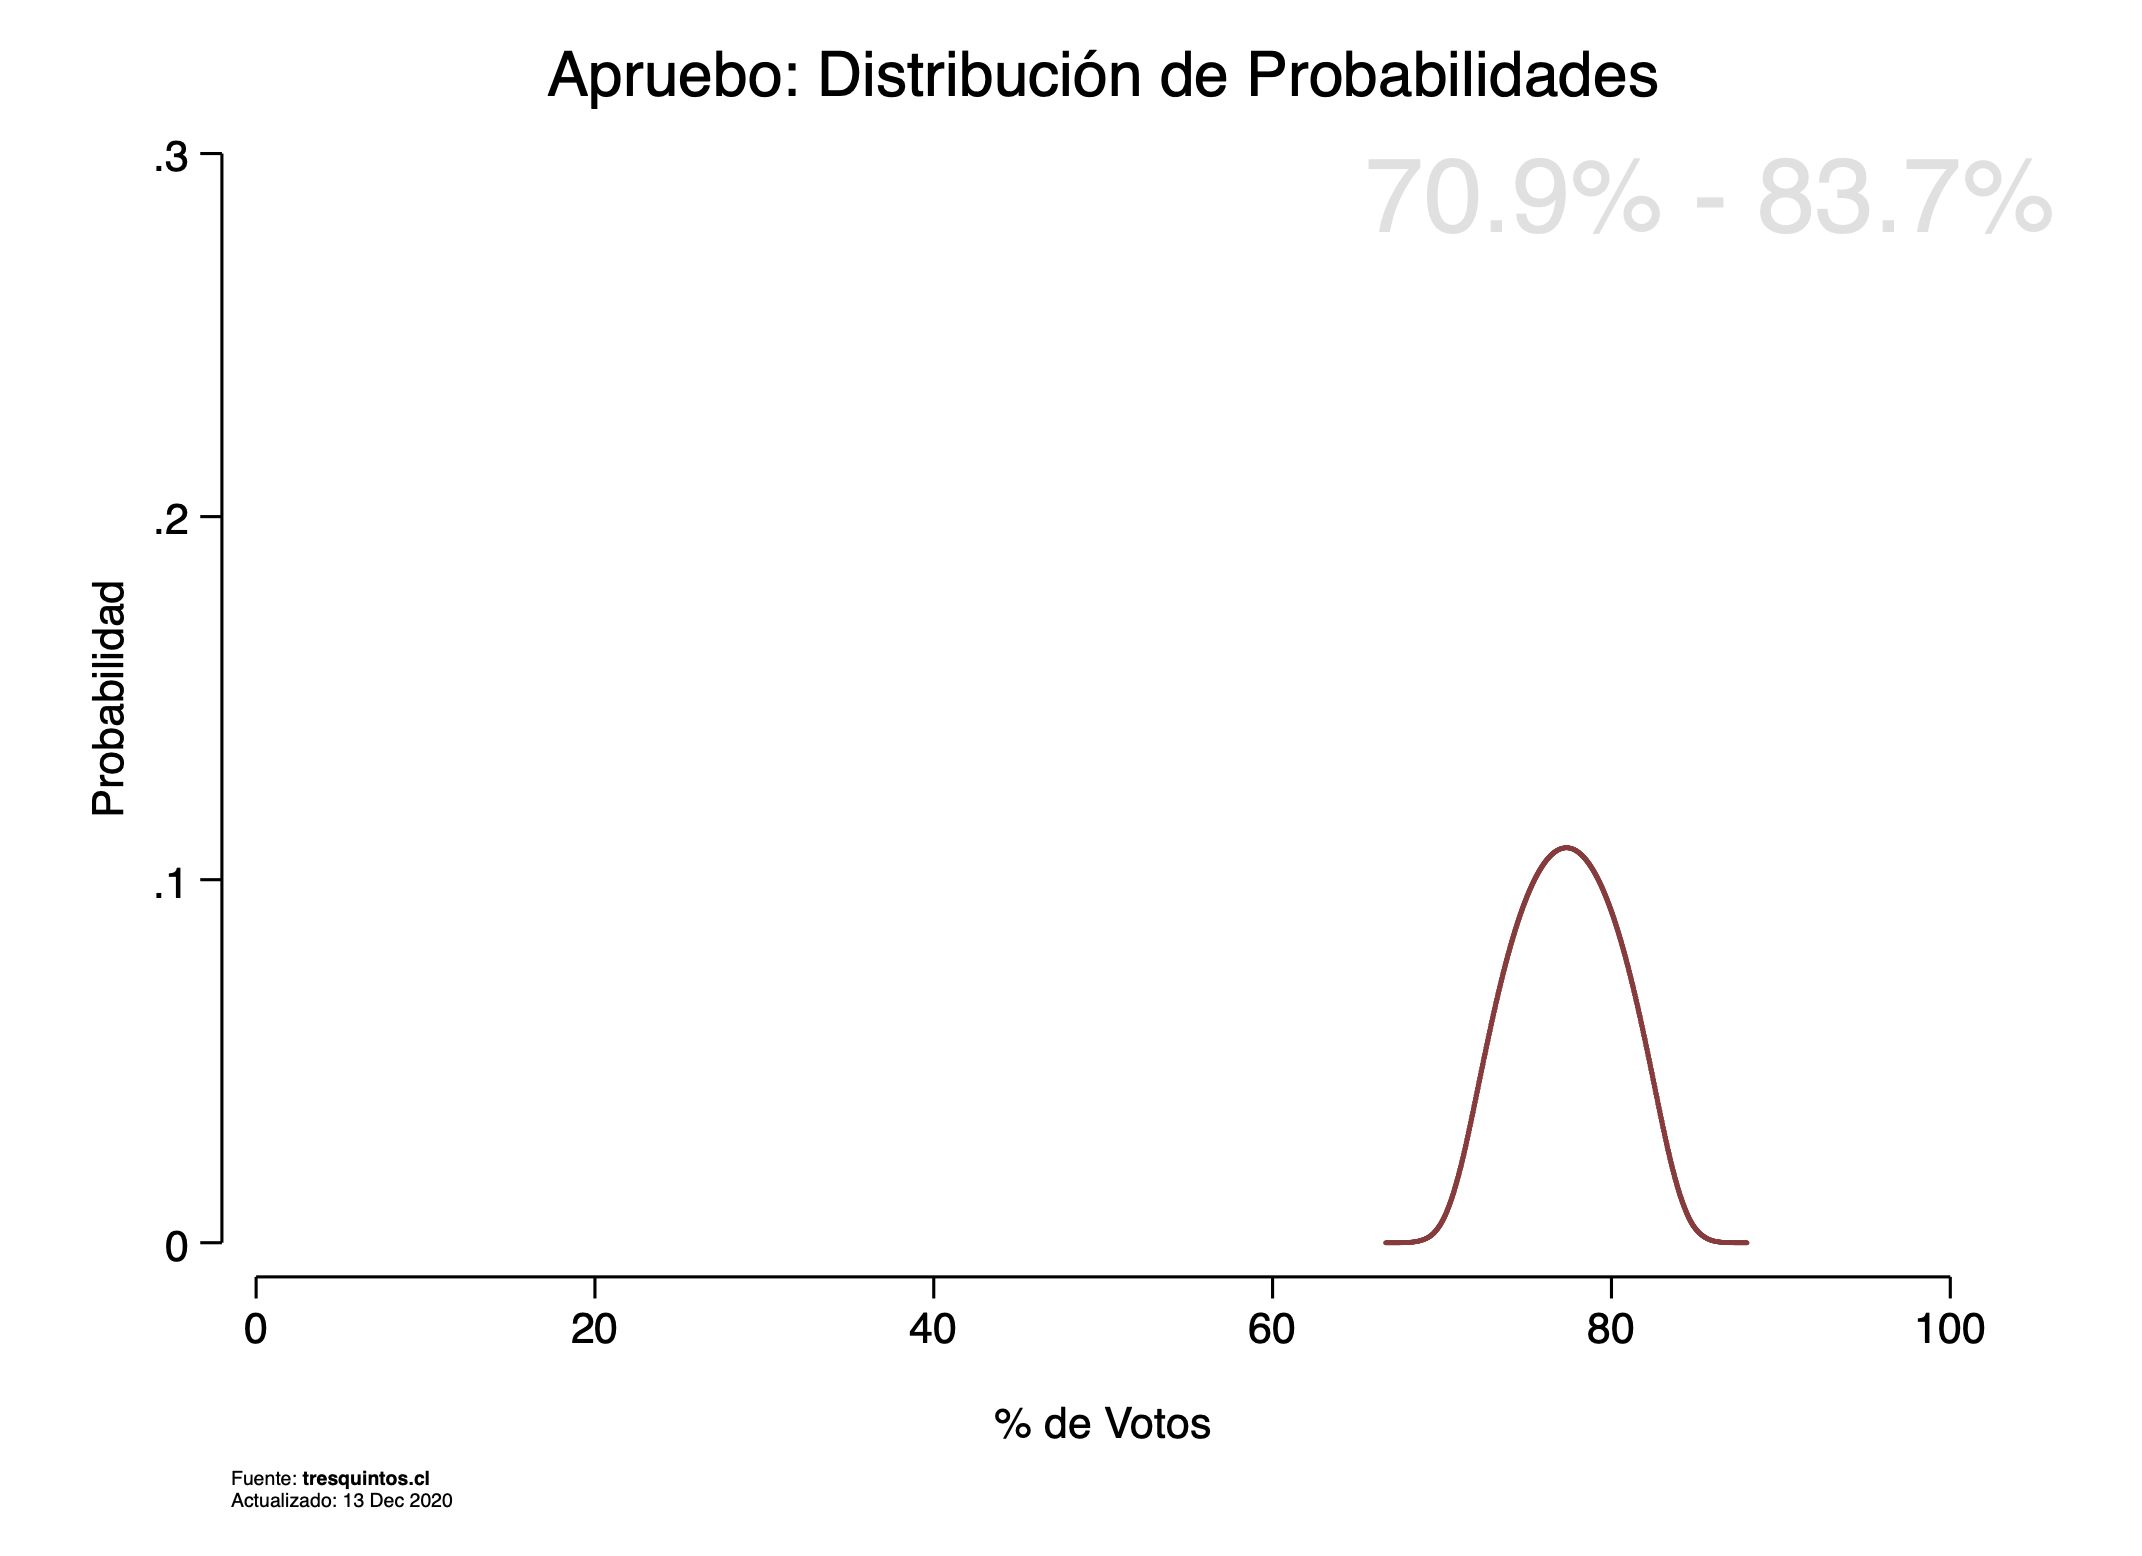 Apruebo: Distribución de Probabilidades
70.9% - 83.7%
.3
.2
.1
0
Probabilidad
0 20 40 60 80 100
% de Votos
Fuente: tresquintos.cl
Actualizado: 13 Dec 2020